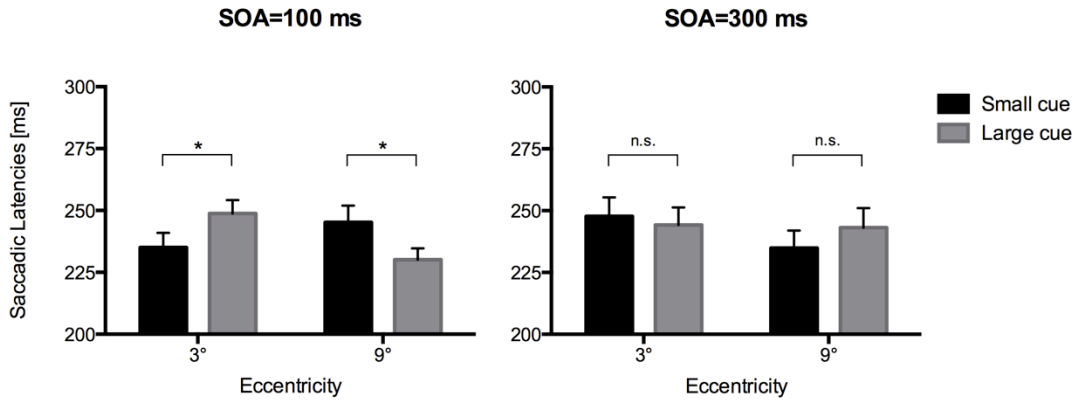 SOA=100 ms
SOA=300 ms
Saccadic Latencies [ms]
300
275
250
225
200
*
*
3°
9°
Eccentricity
300
275
250
225
200
n.s.
n.s.
3°
9°
Eccentricity
Small cue
Large cue